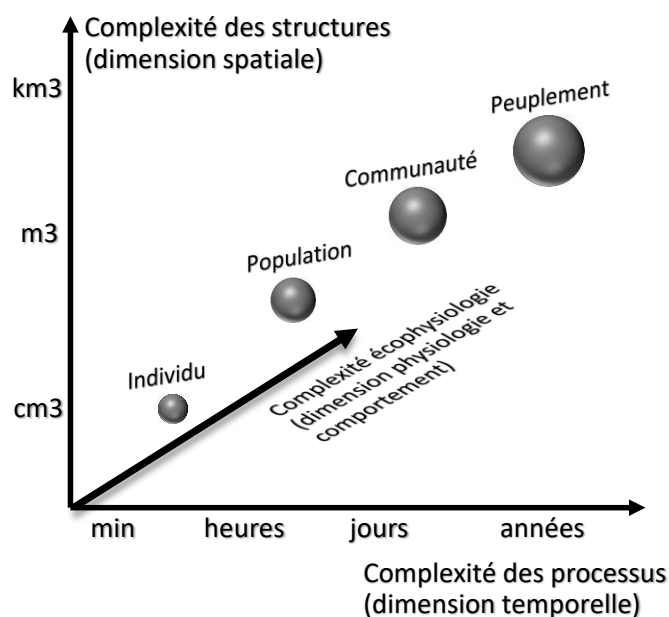 Complexité des structures
(dimension spatiale)
km3
Peuplement
Communauté
m3
Population
Complexité écophysiologie
(dimension physiologie et
comportement)
Individu
cm3
min heures jours années
Complexité des processus
(dimension temporelle)